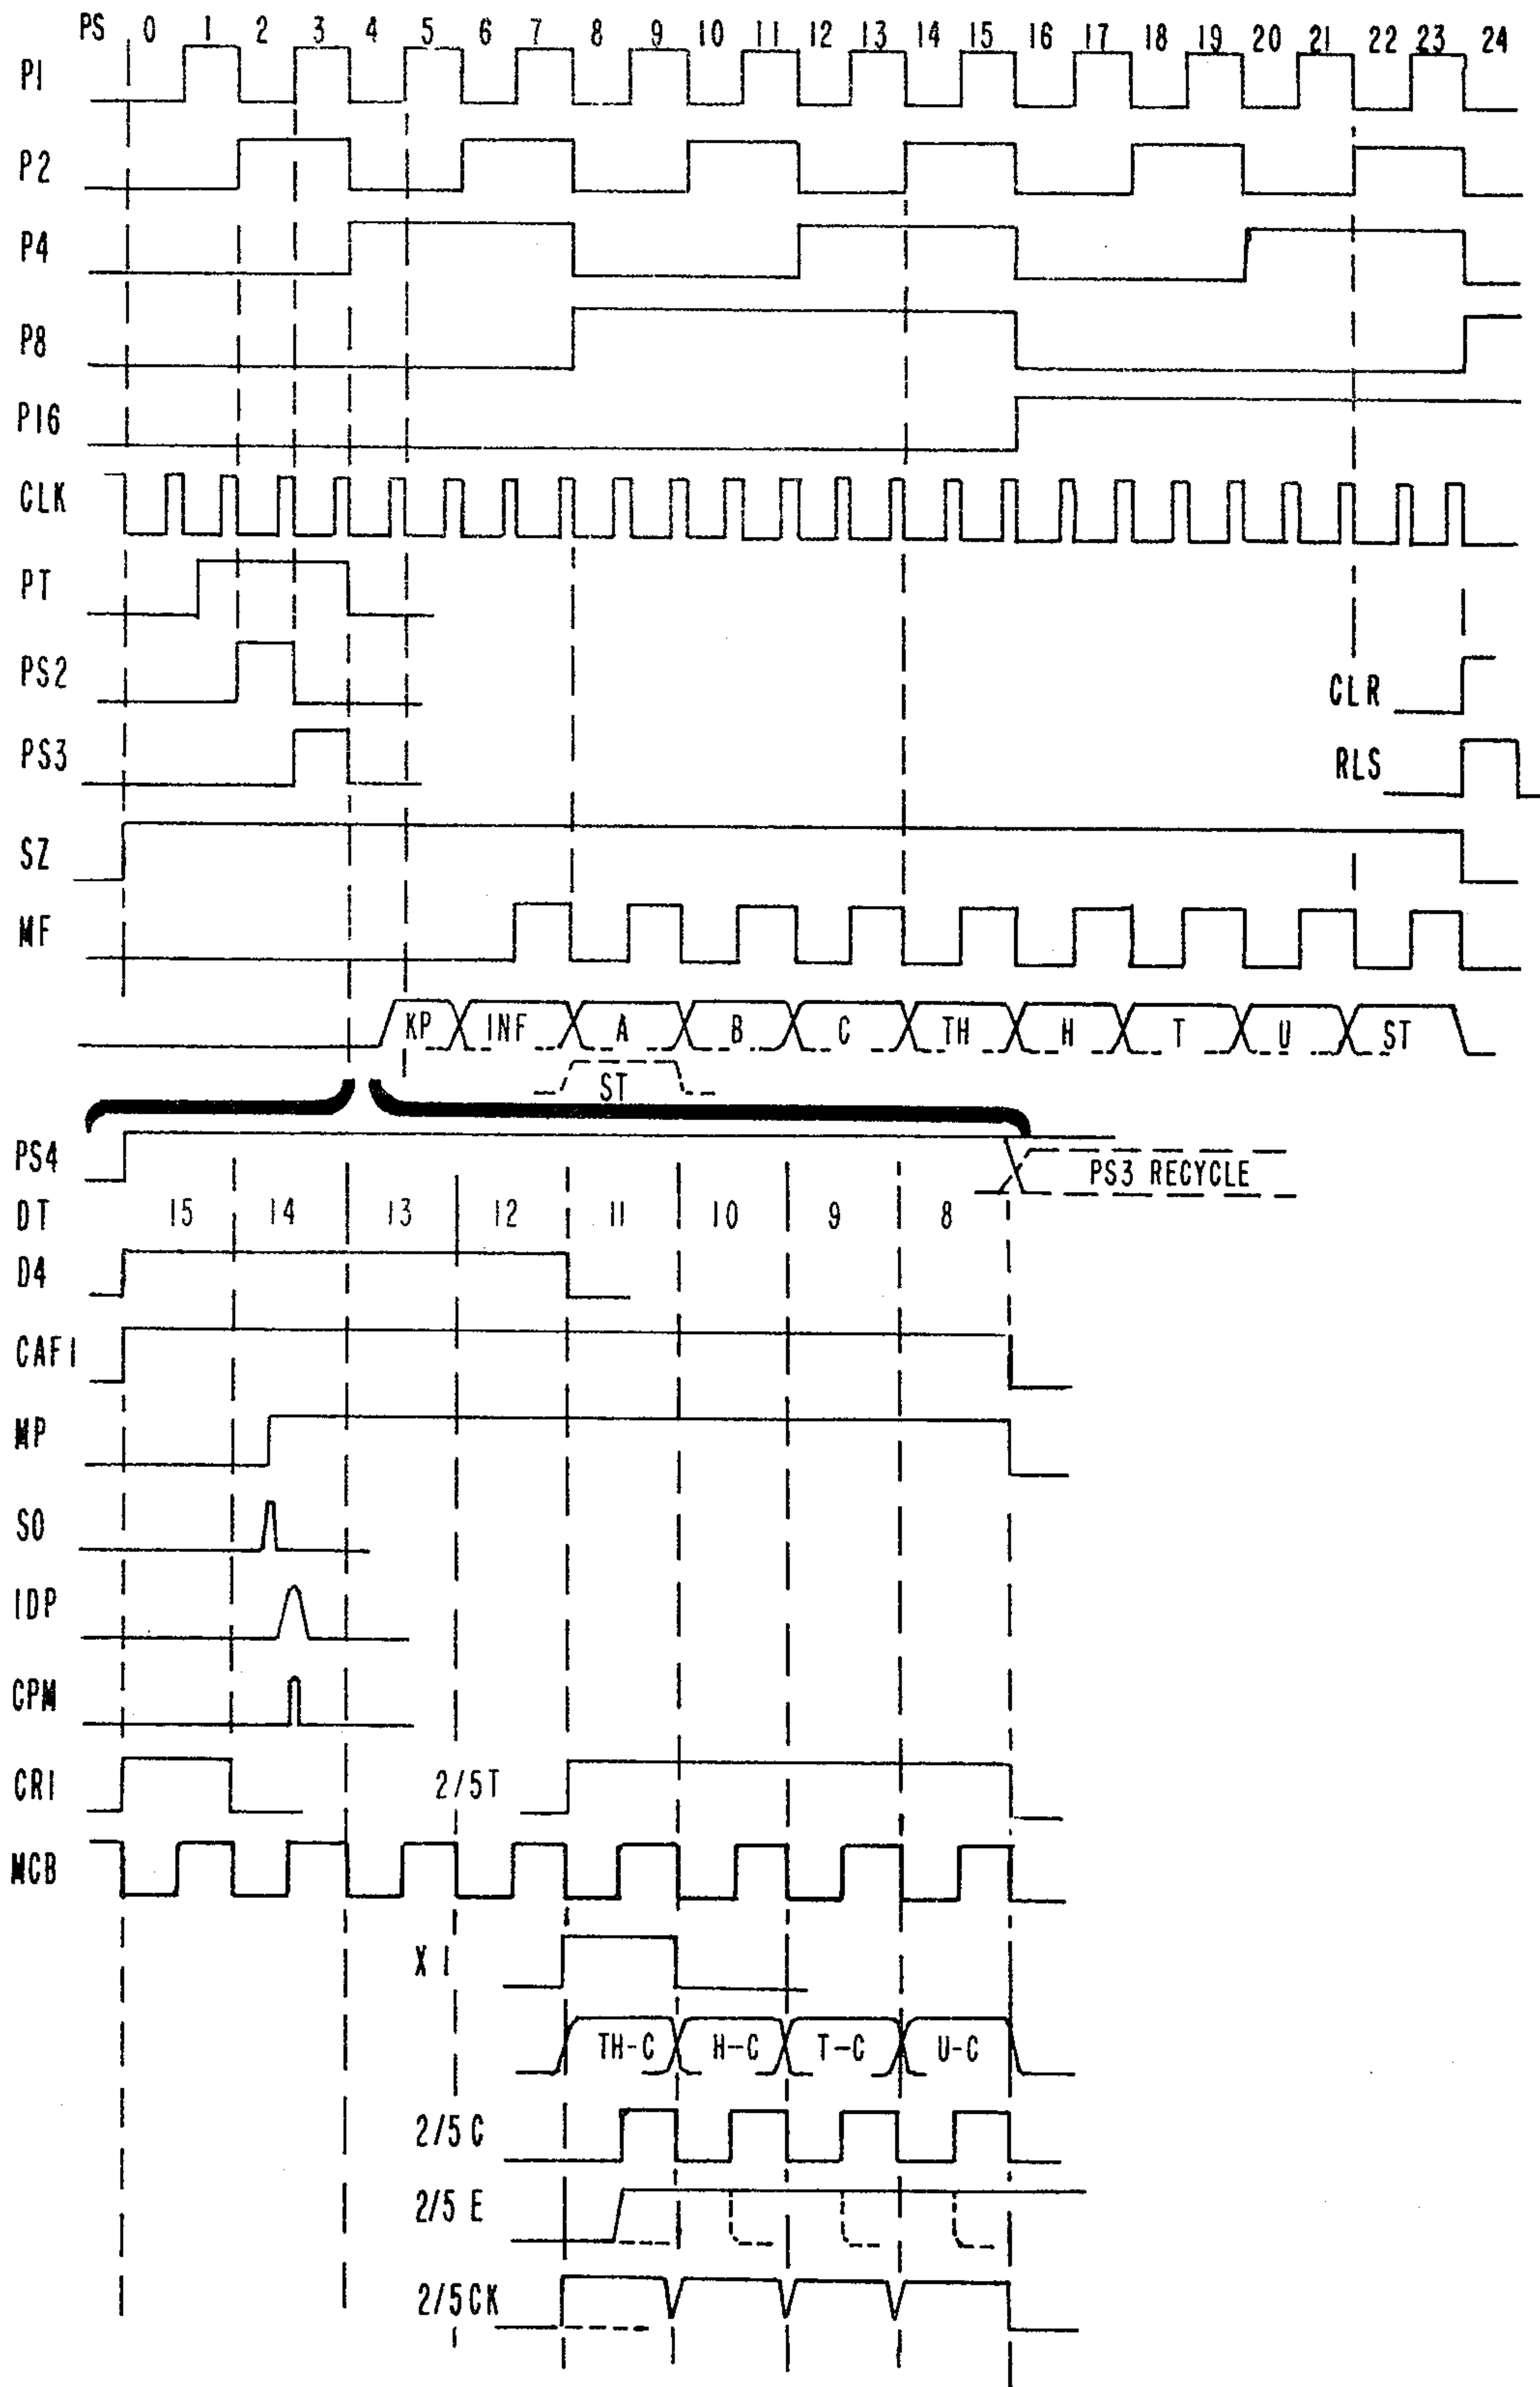 PS 0 1 2 3 4 5 6 7 8 9 10 11 12 13 14 15 16 17 18 19 20 21 22 23 24
P1
P2
P4
P8
P16
CLK
PT
PS2
CLR
PS3
RLS
SZ
MF
KP INF A B C TH H T U ST
ST
PS4
PS3 RECYCLE
DT 15 14 13 12 11 10 9 8
D4
CAF1
MP
SO
IDP
CPM
CRI 2/5T
MCB
X1
TH-C H-C T-C U-C
2/5C
2/5 E
2/5CK